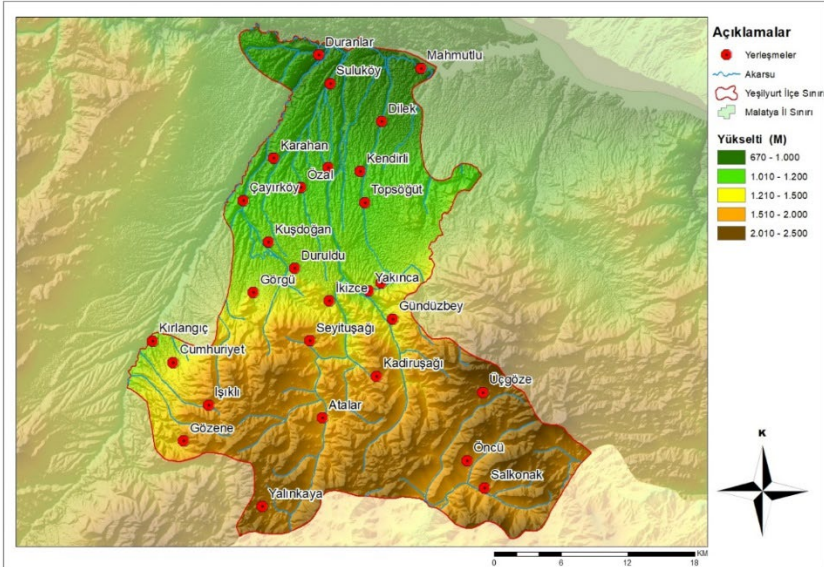 Duranlar
Mahmutlu
Suluköy
Dilek
Karahan
Özal
Kendirli
Çayırköy
Topsöğüt
Kuşdoğan
Duruldu
Görgü
İkizce
Yakınca
Gündüzbey
Kırlangıç
Seyituşağı
Cumhuriyet
Kadiruşağı
Üçgöze
Işıklı
Atalar
Gözene
Öncü
Salkonak
Yalınkaya
Açıklamalar
Yerleşmeler
Akarsu
Yeşilyurt İlçe Sınırı
Malatya İl Sınırı
Yükselti (M)
670 - 1.000
1.010 - 1.200
1.210 - 1.500
1.510 - 2.000
2.010 - 2.500
K
KM
0 6 12 18